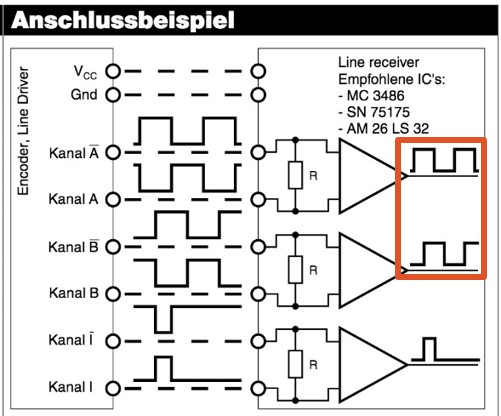 Anschlussbeispiel
Encoder, Line Driver
Vcc
Gnd
Kanal A̅
Kanal A
Kanal B̅
Kanal B
Kanal I̅
Kanal I
Line receiver
Empfohlene IC's:
- MC 3486
- SN 75175
- AM 26 LS 32
R
R
R